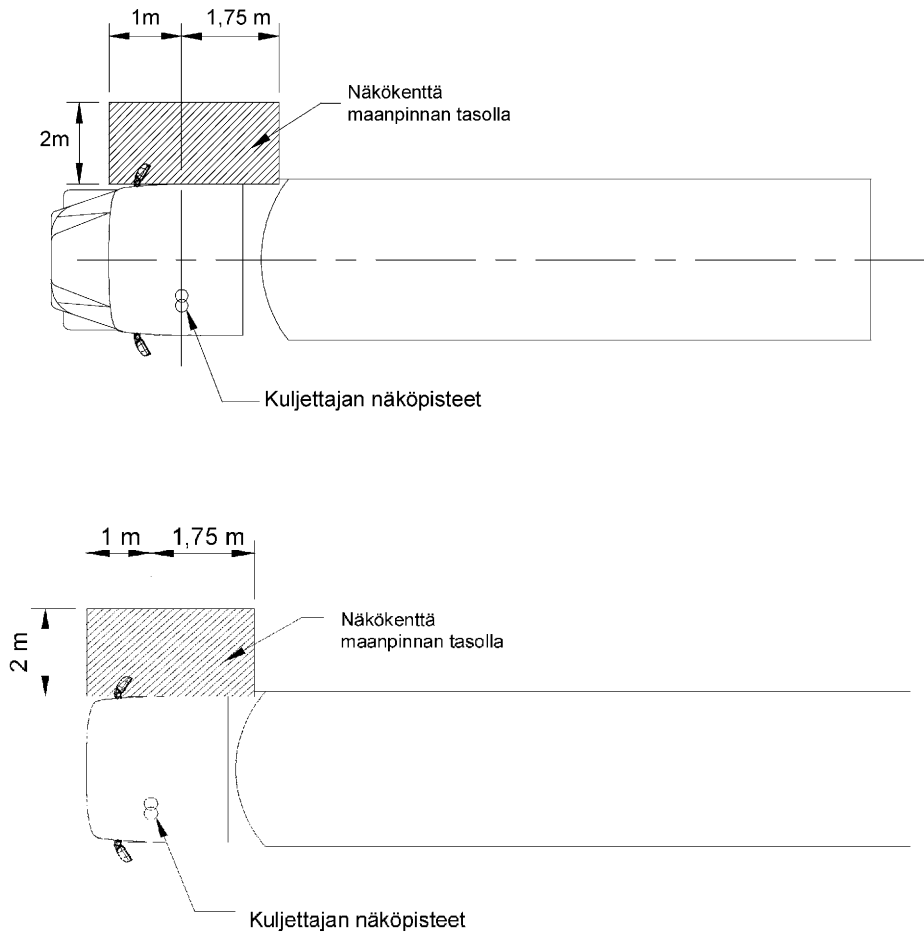 1m
1,75 m
2m
Näkökenttä
maanpinnan tasolla
Kuljettajan näköpisteet
1 m
1,75 m
2 m
Näkökenttä
maanpinnan tasolla
Kuljettajan näköpisteet